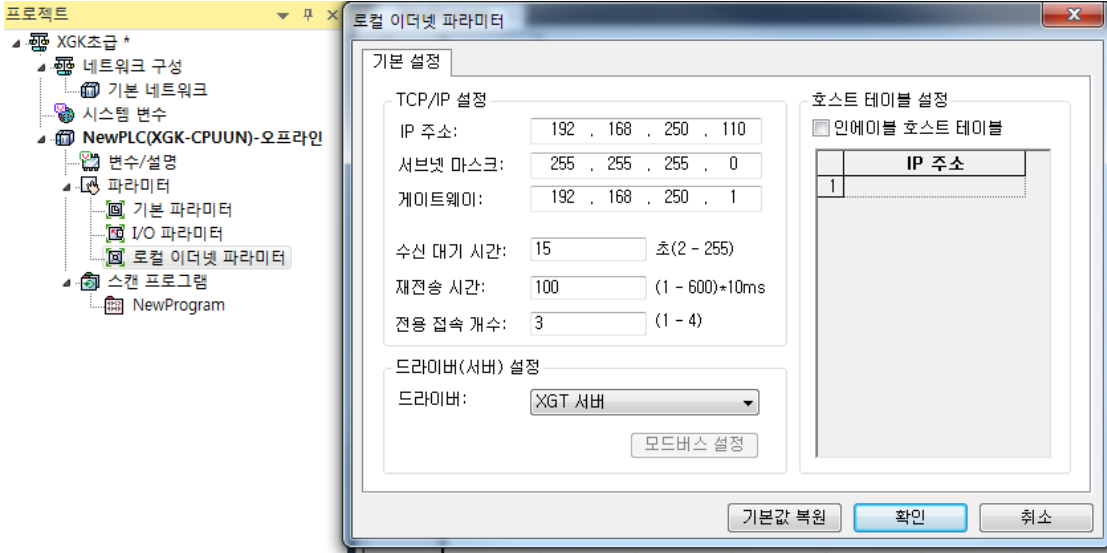 프로젝트
XGK초급 *
네트워크 구성
기본 네트워크
시스템 변수
NewPLC(XGK-CPUUN)-오프라인
변수/설명
파라미터
기본 파라미터
I/O 파라미터
로컬 이더넷 파라미터
스캔 프로그램
NewProgram
로컬 이더넷 파라미터
기본 설정
TCP/IP 설정
IP 주소: 192 . 168 . 250 . 110
서브넷 마스크: 255 . 255 . 255 . 0
게이트웨이: 192 . 168 . 250 . 1
수신 대기 시간: 15 초(2 - 255)
재전송 시간: 100 (1 - 600)*10ms
전용 접속 개수: 3 (1 - 4)
드라이버(서버) 설정
드라이버: XGT 서버
모드버스 설정
호스트 테이블 설정
인에이블 호스트 테이블
IP 주소
1
기본값 복원 확인 취소